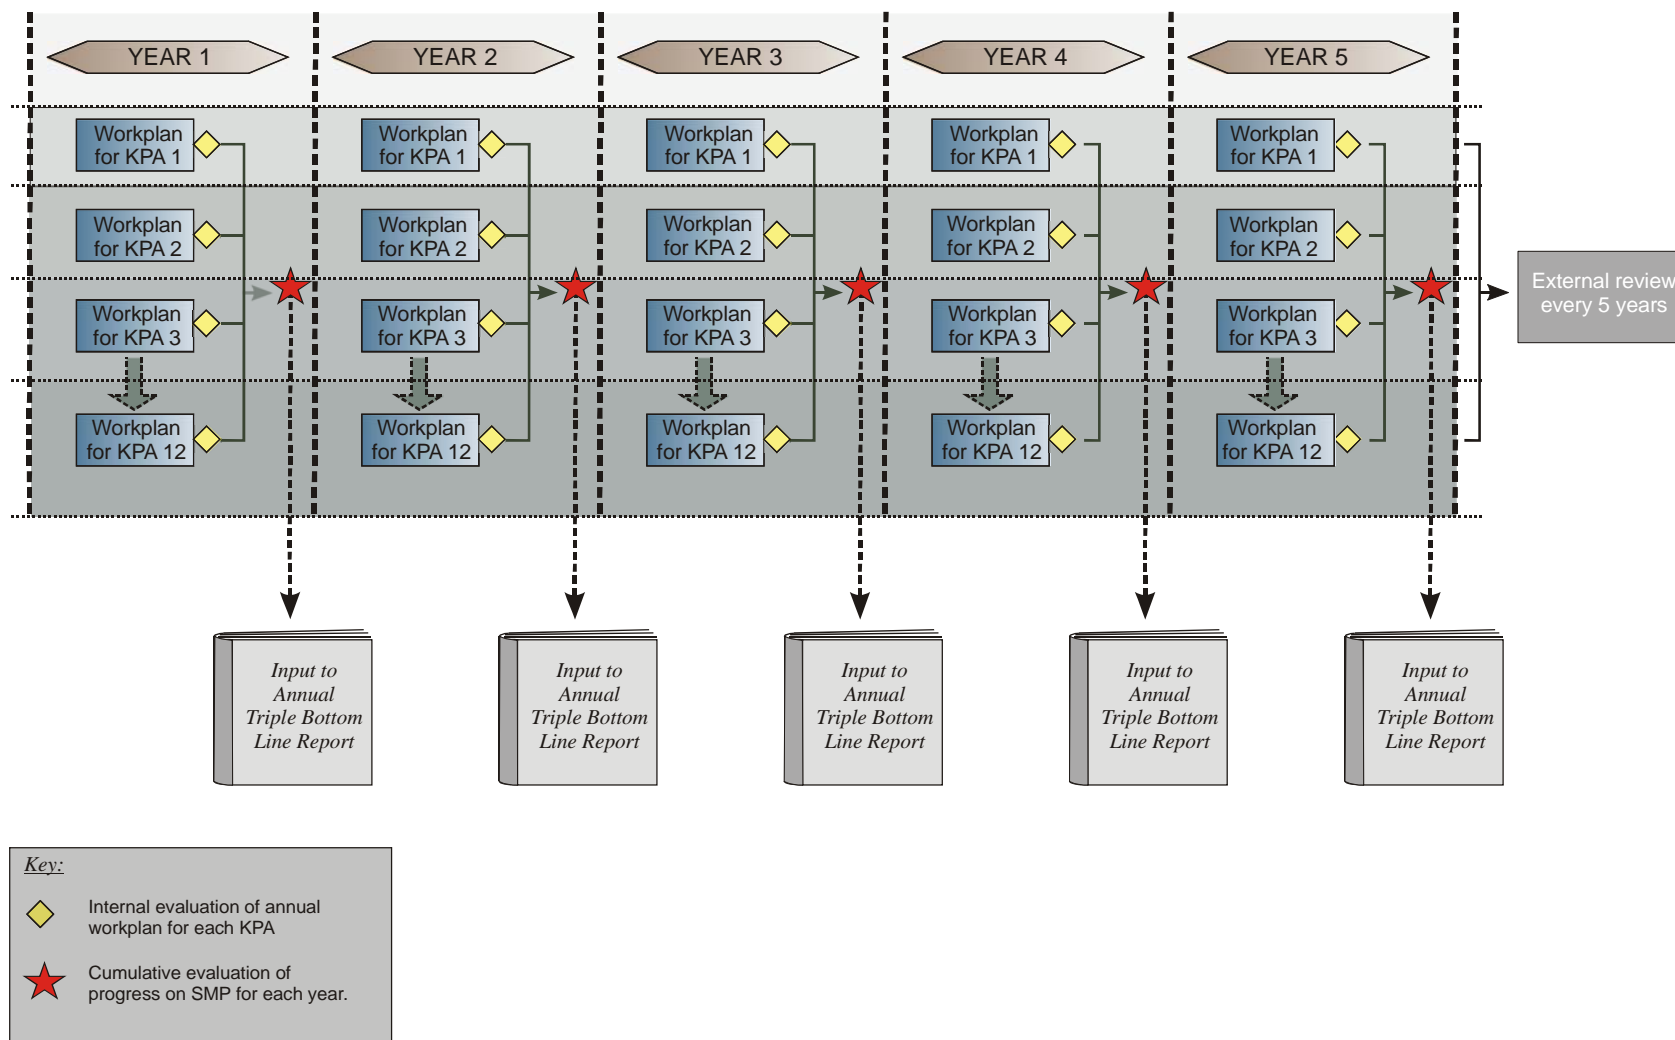 YEAR 1
YEAR 2
YEAR 3
YEAR 4
YEAR 5
Workplan
for KPA 1
Workplan
for KPA 1
Workplan
for KPA 1
Workplan
for KPA 1
Workplan
for KPA 1
Workplan
for KPA 2
Workplan
for KPA 2
Workplan
for KPA 2
Workplan
for KPA 2
Workplan
for KPA 2
External review
every 5 years
Workplan
for KPA 3
Workplan
for KPA 3
Workplan
for KPA 3
Workplan
for KPA 3
Workplan
for KPA 3
Workplan
for KPA 12
Workplan
for KPA 12
Workplan
for KPA 12
Workplan
for KPA 12
Workplan
for KPA 12
Input to
Annual
Triple Bottom
Line Report
Input to
Annual
Triple Bottom
Line Report
Input to
Annual
Triple Bottom
Line Report
Input to
Annual
Triple Bottom
Line Report
Input to
Annual
Triple Bottom
Line Report
Key:
Internal evaluation of annual
workplan for each KPA
Cumulative evaluation of
progress on SMP for each year.